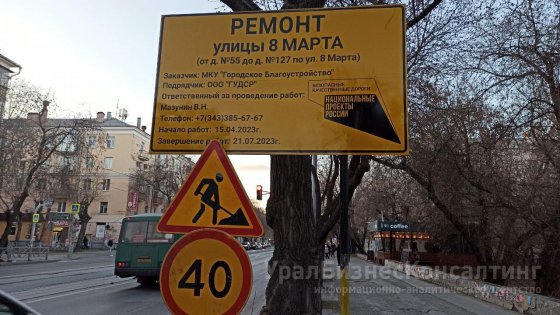 РЕМОНТ
УЛИЦЫ 8 МАРТА
(от д. №55 до д. №127 по ул. 8 Марта)
Заказчик: МКУ "Городское Благоустройство"
Подрядчик: ООО "ГУДСР"
Ответственный за проведение работ:
Мазунин В.Н.
Телефон: +7(343)385-67-67
Начало работ: 15.04.2023г.
Завершение работ: 21.07.2023г.
БЕЗОПАСНЫЕ
КАЧЕСТВЕННЫЕ ДОРОГИ
НАЦИОНАЛЬНЫЕ
ПРОЕКТЫ
РОССИИ
40
coffee
УралБизнесКонсалтинг
информационно-аналитическое агентство